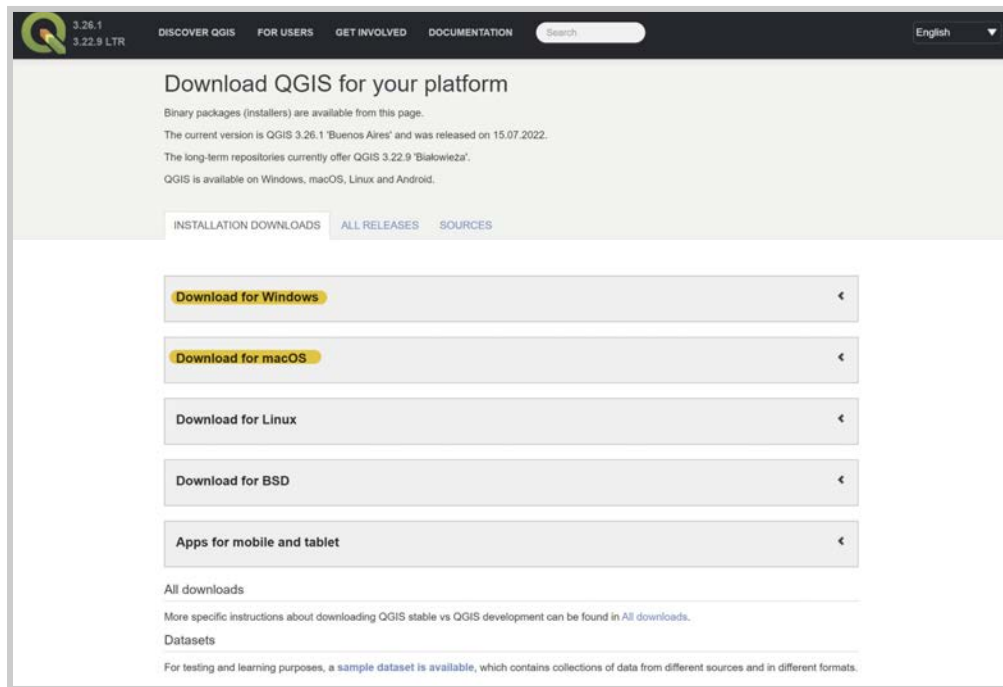 3.26.1
3.22.9 LTR
DISCOVER QGIS FOR USERS GET INVOLVED DOCUMENTATION Search English
Download QGIS for your platform
Binary packages (installers) are available from this page.
The current version is QGIS 3.26.1 'Buenos Aires' and was released on 15.07.2022.
The long-term repositories currently offer QGIS 3.22.9 'Białowieża'.
QGIS is available on Windows, macOS, Linux and Android.
INSTALLATION DOWNLOADS ALL RELEASES SOURCES
Download for Windows
Download for macOS
Download for Linux
Download for BSD
Apps for mobile and tablet
All downloads
More specific instructions about downloading QGIS stable vs QGIS development can be found in All downloads.
Datasets
For testing and learning purposes, a sample dataset is available, which contains collections of data from different sources and in different formats.